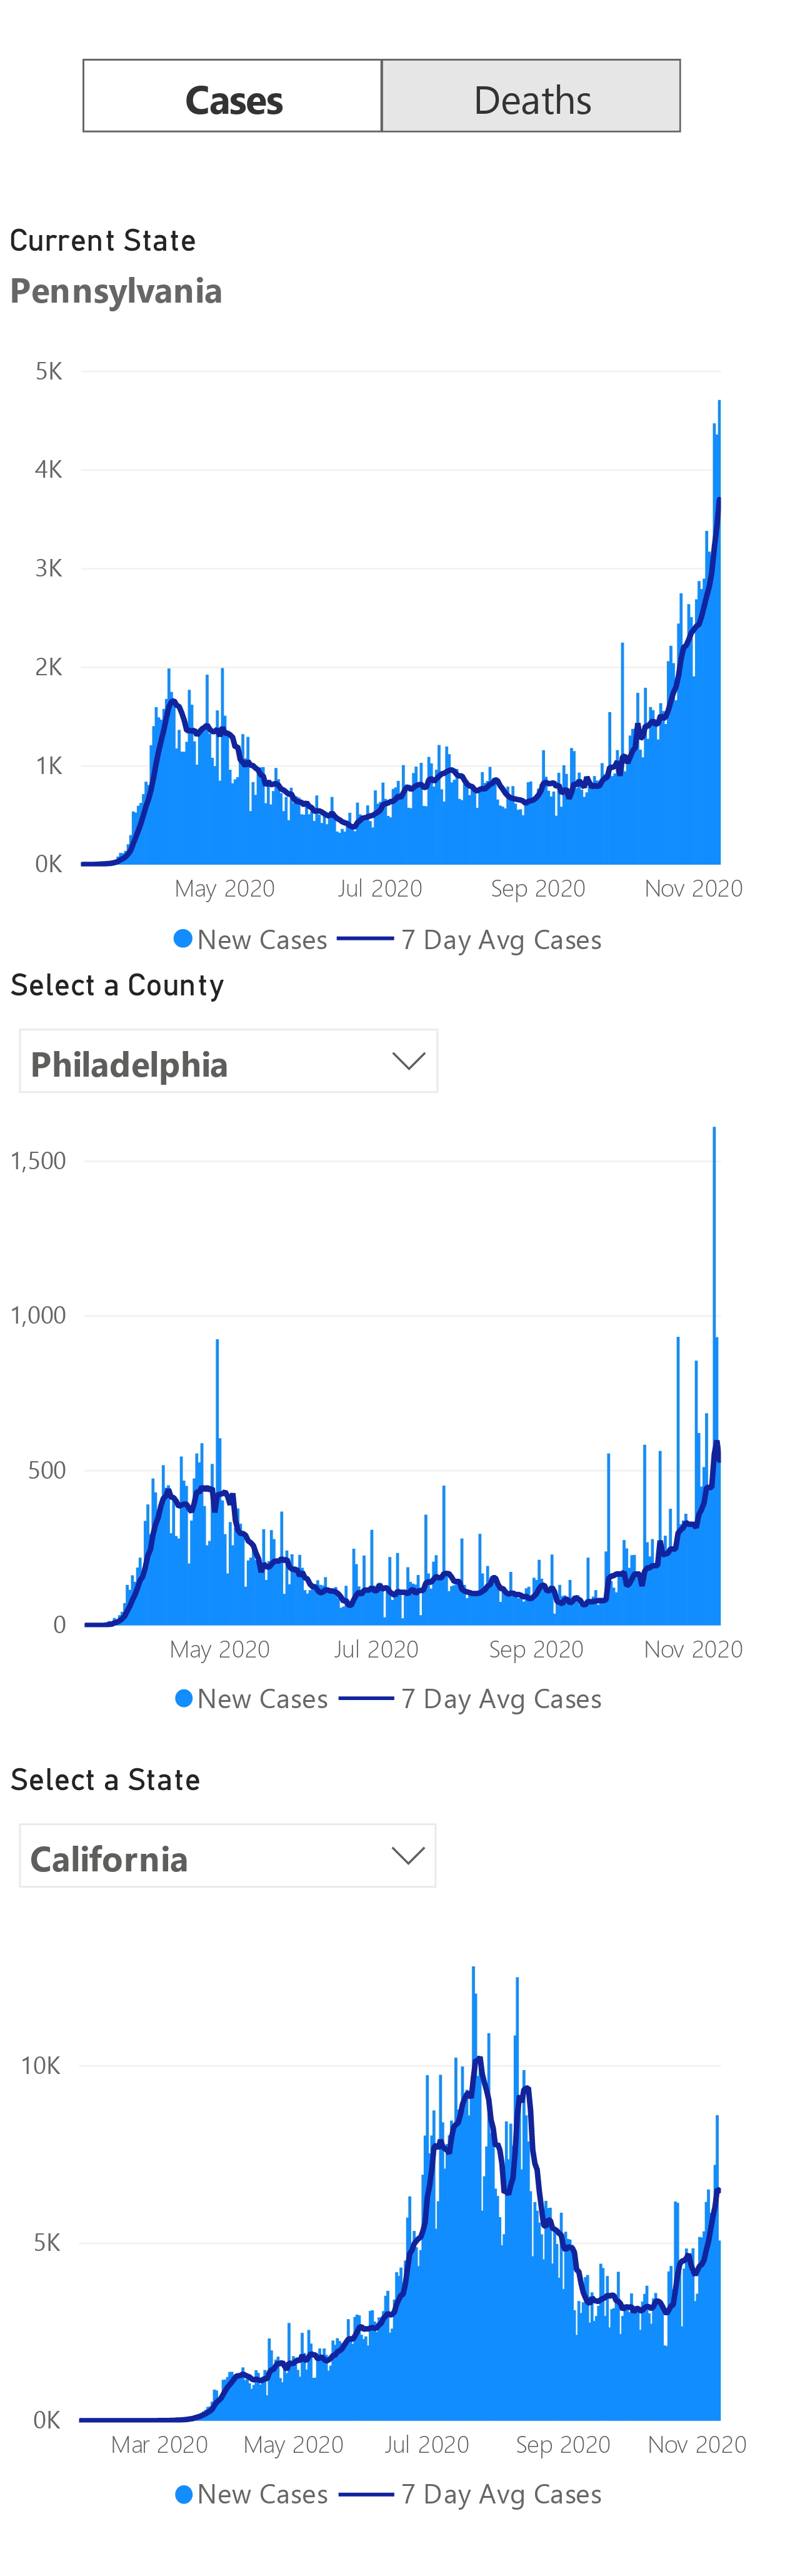 Cases Deaths
Current State
Pennsylvania
5K
4K
3K
2K
1K
0K
May 2020 Jul 2020 Sep 2020 Nov 2020
New Cases 7 Day Avg Cases
Select a County
Philadelphia
1,500
1,000
500
0
May 2020 Jul 2020 Sep 2020 Nov 2020
New Cases 7 Day Avg Cases
Select a State
California
10K
5K
0K
Mar 2020 May 2020 Jul 2020 Sep 2020 Nov 2020
New Cases 7 Day Avg Cases